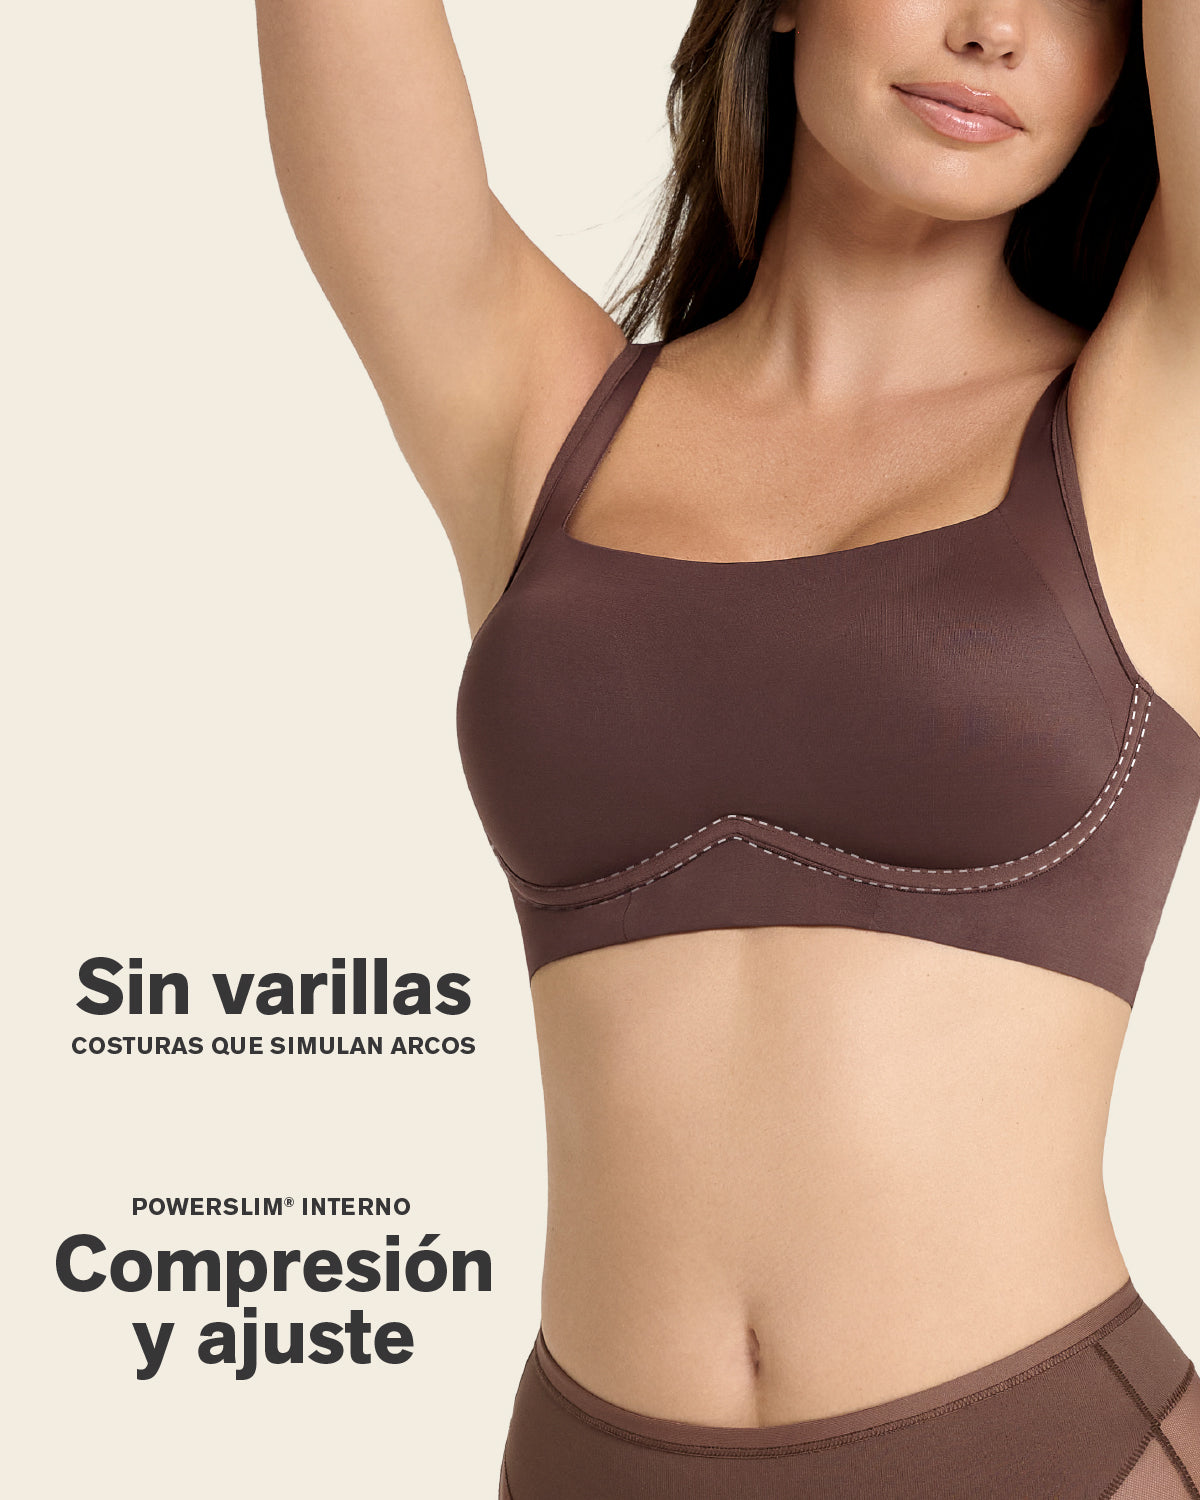 Sin varillas
COSTURAS QUE SIMULAN ARCOS
POWERSLIM® INTERNO
Compresión
y ajuste